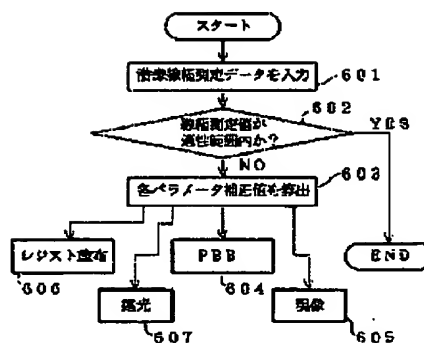 スタート
潜像線幅測定データを入力
601
602
線幅測定値が
適性範囲内か?
YES
NO
603
各パラメータ補正値を算出
レジスト塗布
PEB
END
606
604
露光
現像
607
605